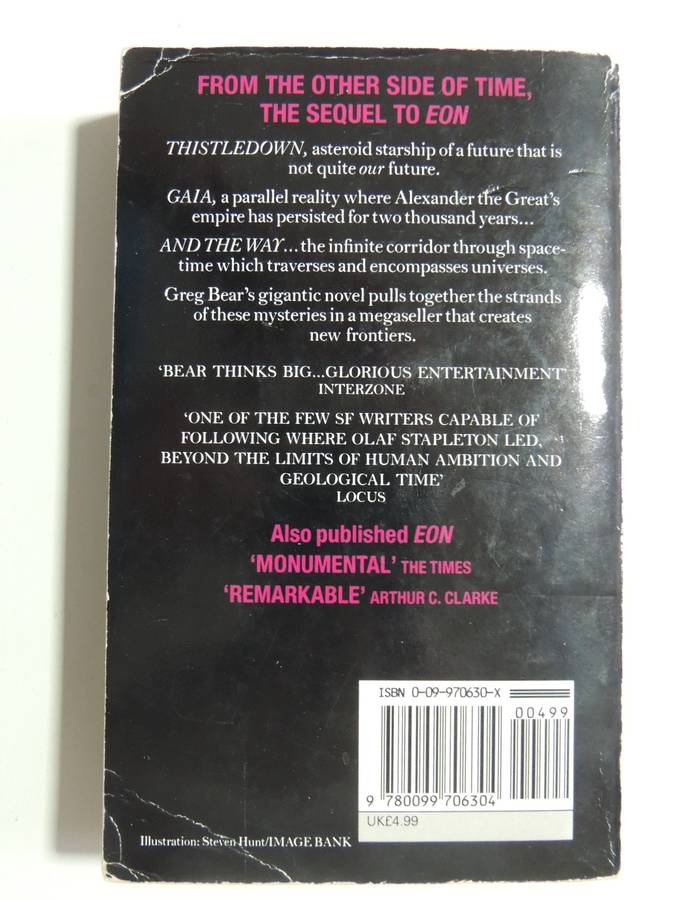 FROM THE OTHER SIDE OF TIME,
THE SEQUEL TO EON
THISTLEDOWN, asteroid starship of a future that is
not quite our future.
GAIA, a parallel reality where Alexander the Great's
empire has persisted for two thousand years...
AND THE WAY... the infinite corridor through space-
time which traverses and encompasses universes.
Greg Bear's gigantic novel pulls together the strands
of these mysteries in a megaseller that creates
new frontiers.
'BEAR THINKS BIG...GLORIOUS ENTERTAINMENT'
INTERZONE
'ONE OF THE FEW SF WRITERS CAPABLE OF
FOLLOWING WHERE OLAF STAPLETON LED,
BEYOND THE LIMITS OF HUMAN AMBITION AND
GEOLOGICAL TIME'
LOCUS
Also published EON
'MONUMENTAL' THE TIMES
'REMARKABLE' ARTHUR C. CLARKE
ISBN 0-09-970630-X
00499
9 780099 706304
UK£4.99
Illustration: Steven Hunt/IMAGE BANK